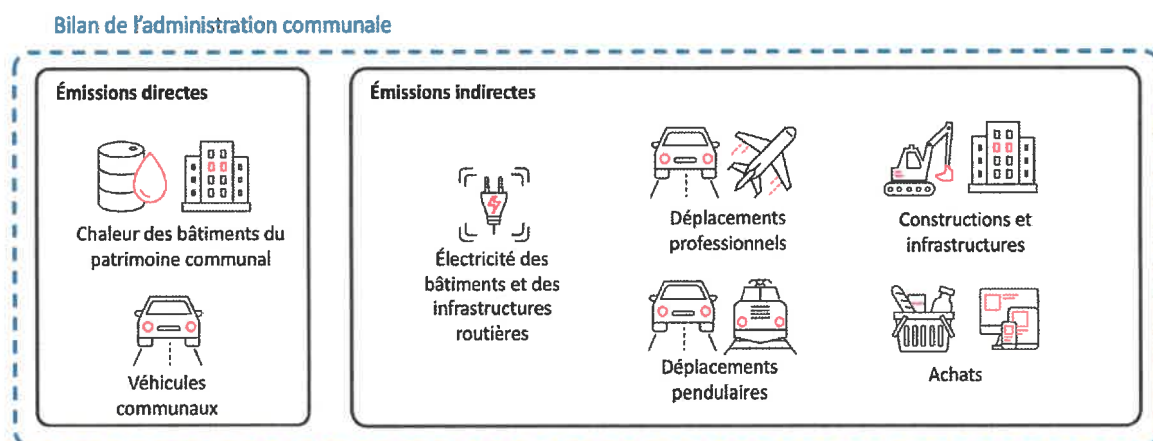 Bilan de l'administration communale
Émissions directes
Chaleur des bâtiments du
patrimoine communal
Véhicules
communaux
Émissions indirectes
Électricité des
bâtiments et des
infrastructures
routières
Déplacements
professionnels
Déplacements
pendulaires
Constructions et
infrastructures
Achats